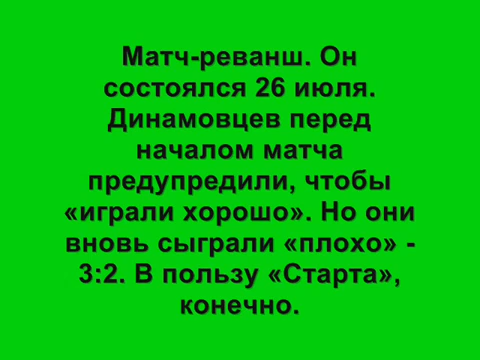 Матч-реванш. Он
состоялся 26 июля.
Динамовцев перед
началом матча
предупредили, чтобы
«играли хорошо». Но они
вновь сыграли «плохо» -
3:2. В пользу «Старта»,
конечно.